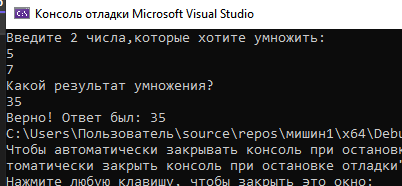 Консоль отладки Microsoft Visual Studio
Введите 2 числа,которые хотите умножить:
5
7
Какой результат умножения?
35
Верно! Ответ был: 35
C:\Users\Пользователь\source\repos\мишин1\x64\Debu
Чтобы автоматически закрывать консоль при остановк
томатически закрыть консоль при остановке отладки"
Нажмите любую клавишу, чтобы закрыть это окно: